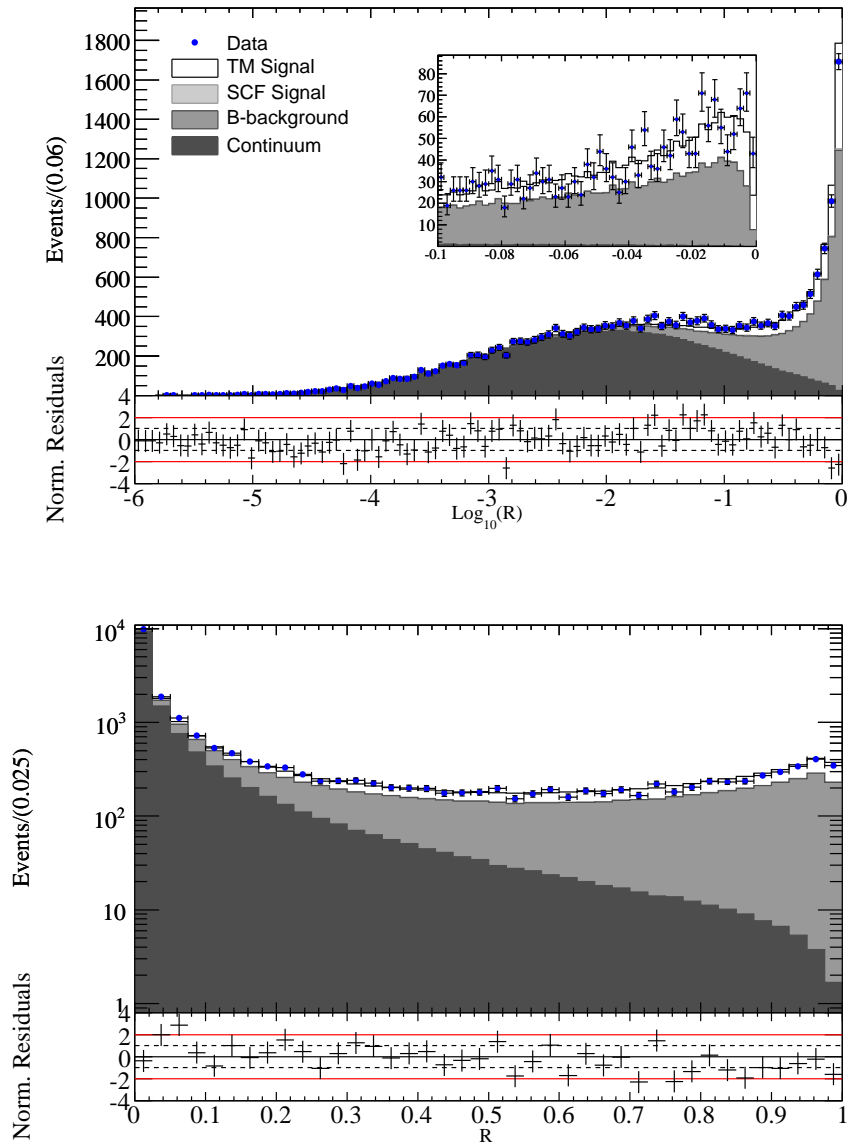 1800
1600
1400
1200
1000
800
600
400
200
Events/(0.06)
Data
TM Signal
SCF Signal
B-background
Continuum
80
70
60
50
40
30
20
10
-0.1 -0.08 -0.06 -0.04 -0.02 0
4
2
0
-2
-4
Norm. Residuals
-6 -5 -4 -3 -2 -1 0
Log10(R)
10^4
10^3
10^2
10
1
Events/(0.025)
4
2
0
-2
-4
Norm. Residuals
0 0.1 0.2 0.3 0.4 0.5 0.6 0.7 0.8 0.9 1
R